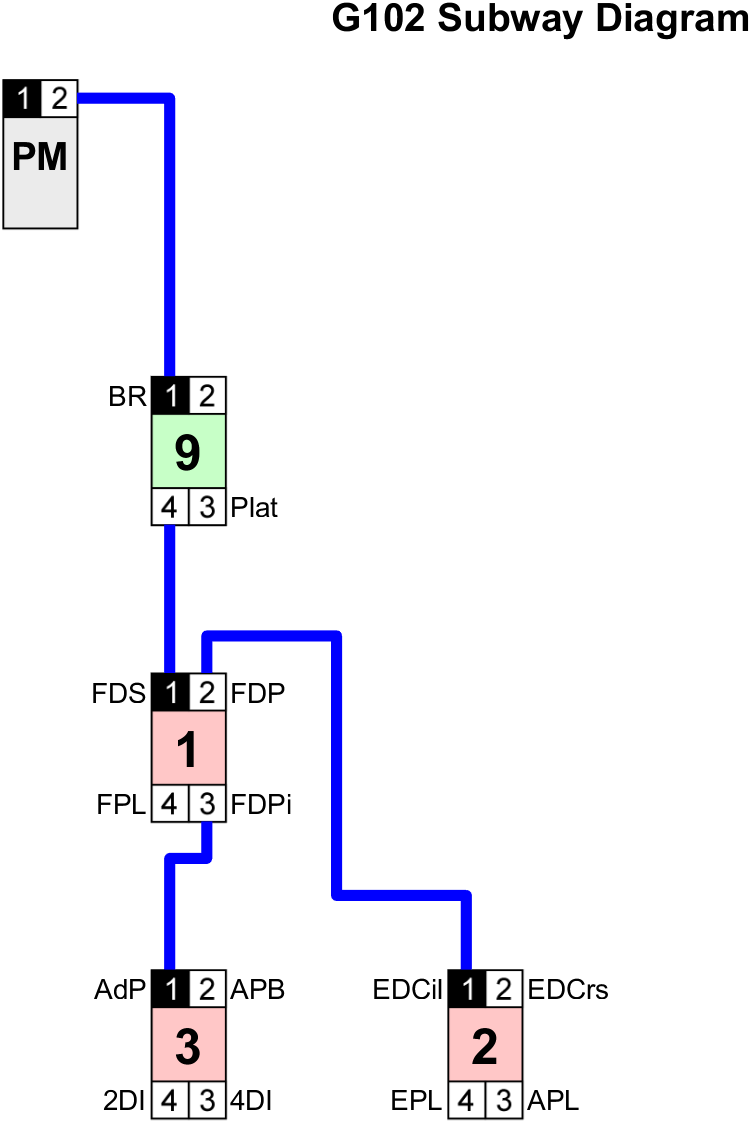 G102 Subway Diagram
1 2
PM
BR 1 2
9
4 3 Plat
FDS 1 2 FDP
1
FPL 4 3 FDPi
AdP 1 2 APB
3
2DI 4 3 4DI
EDCil 1 2 EDCrs
2
EPL 4 3 APL